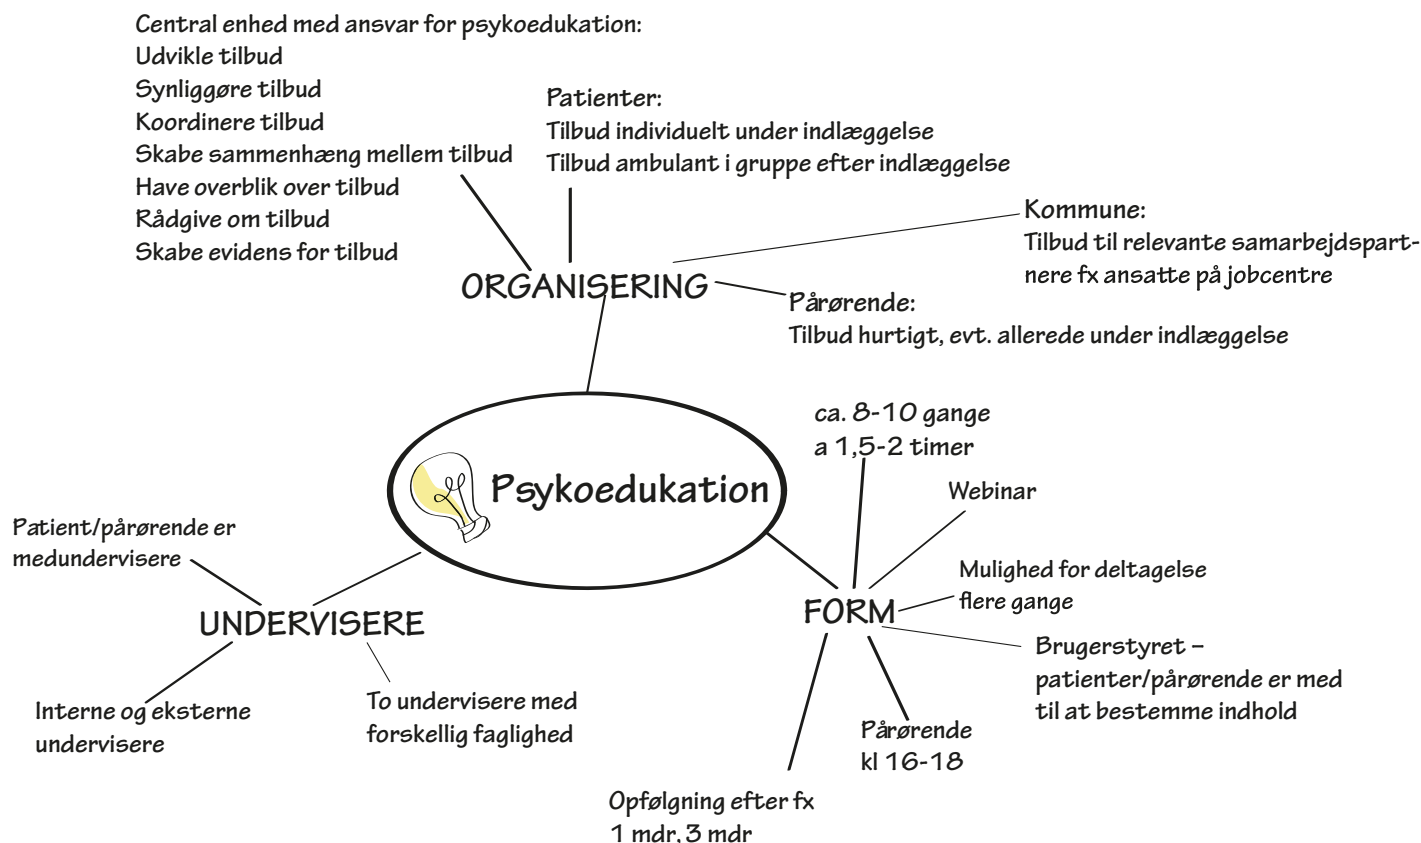 Central enhed med ansvar for psykoedukation:
Udvikle tilbud
Synliggøre tilbud
Koordinere tilbud
Skabe sammenhæng mellem tilbud
Have overblik over tilbud
Rådgive om tilbud
Skabe evidens for tilbud
Patienter:
Tilbud individuelt under indlæggelse
Tilbud ambulant i gruppe efter indlæggelse
Kommune:
Tilbud til relevante samarbejdspart-
nere fx ansatte på jobcentre
ORGANISERING
Pårørende:
Tilbud hurtigt, evt. allerede under indlæggelse
Psykoedukation
ca. 8-10 gange
a 1,5-2 timer
Webinar
Mulighed for deltagelse
flere gange
FORM
Brugerstyret –
patienter/pårørende er med
til at bestemme indhold
Pårørende
kl 16-18
Opfølgning efter fx
1 mdr, 3 mdr
Patient/pårørende er
medundervisere
UNDERVISERE
Interne og eksterne
undervisere
To undervisere med
forskellig faglighed